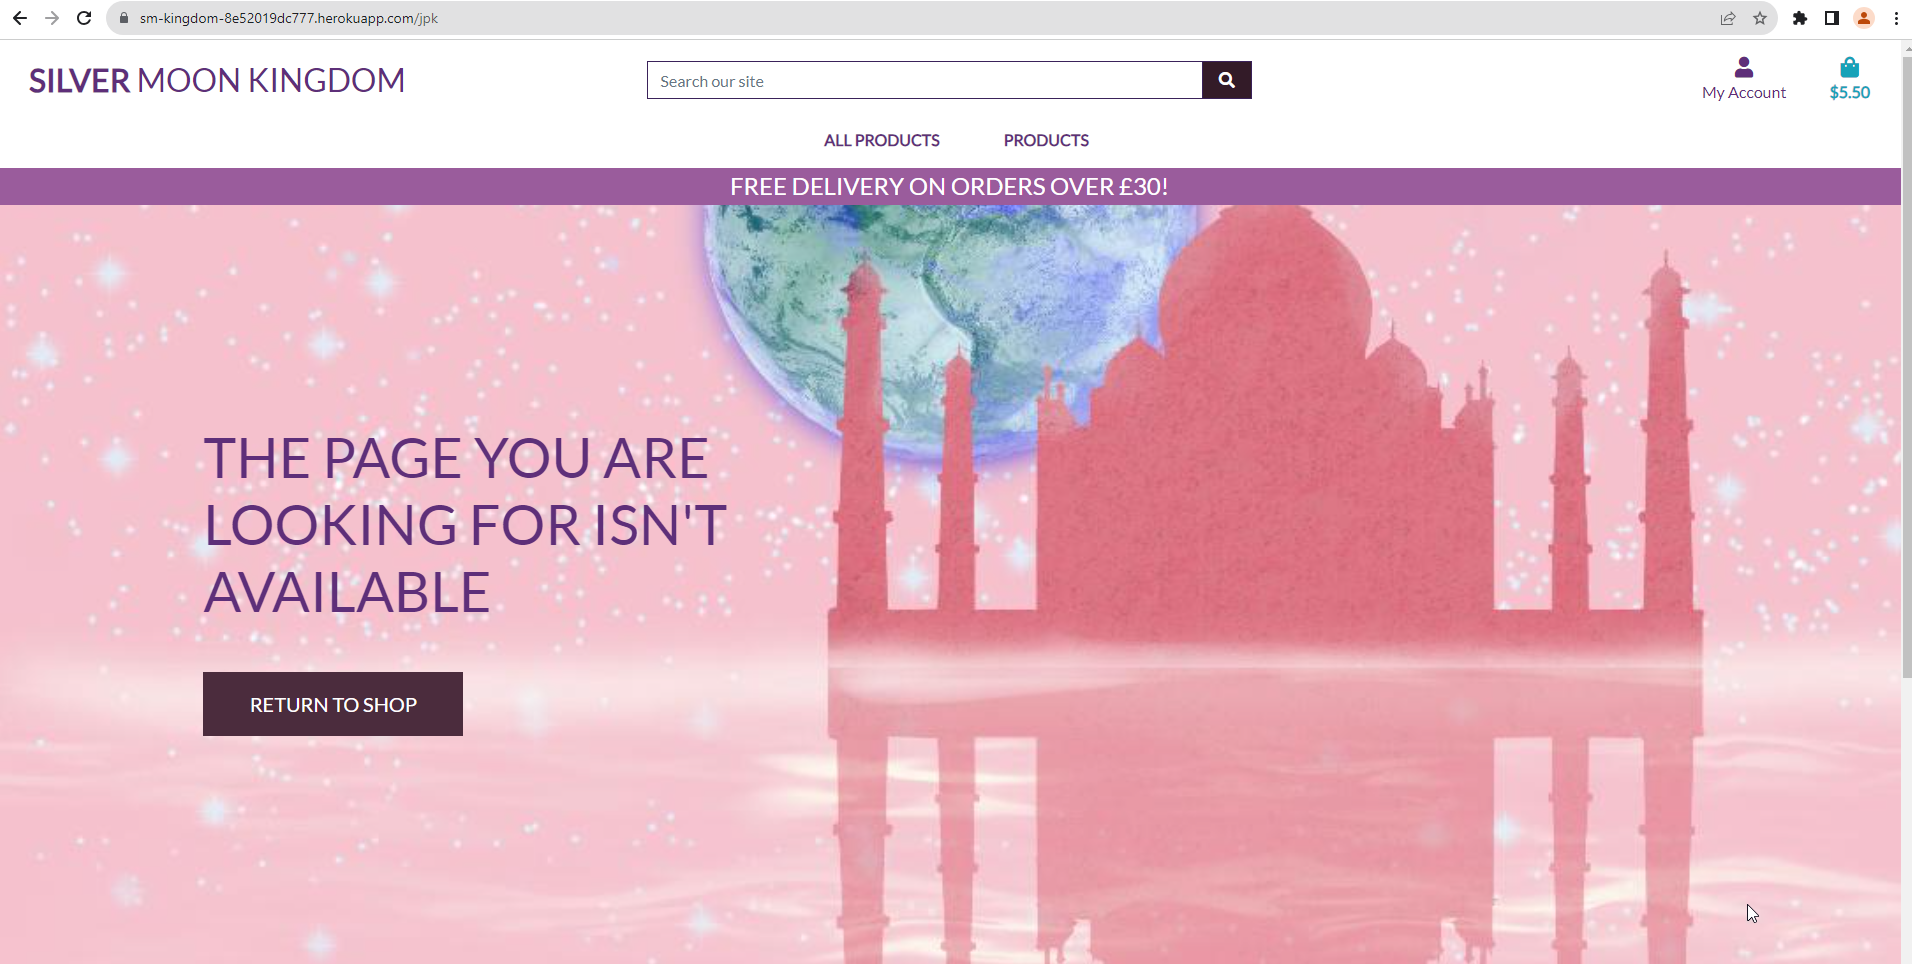 sm-kingdom-8e52019dc777.herokuapp.com/jpk
SILVER MOON KINGDOM
Search our site
My Account
$5.50
ALL PRODUCTS
PRODUCTS
FREE DELIVERY ON ORDERS OVER £30!
THE PAGE YOU ARE
LOOKING FOR ISN'T
AVAILABLE
RETURN TO SHOP